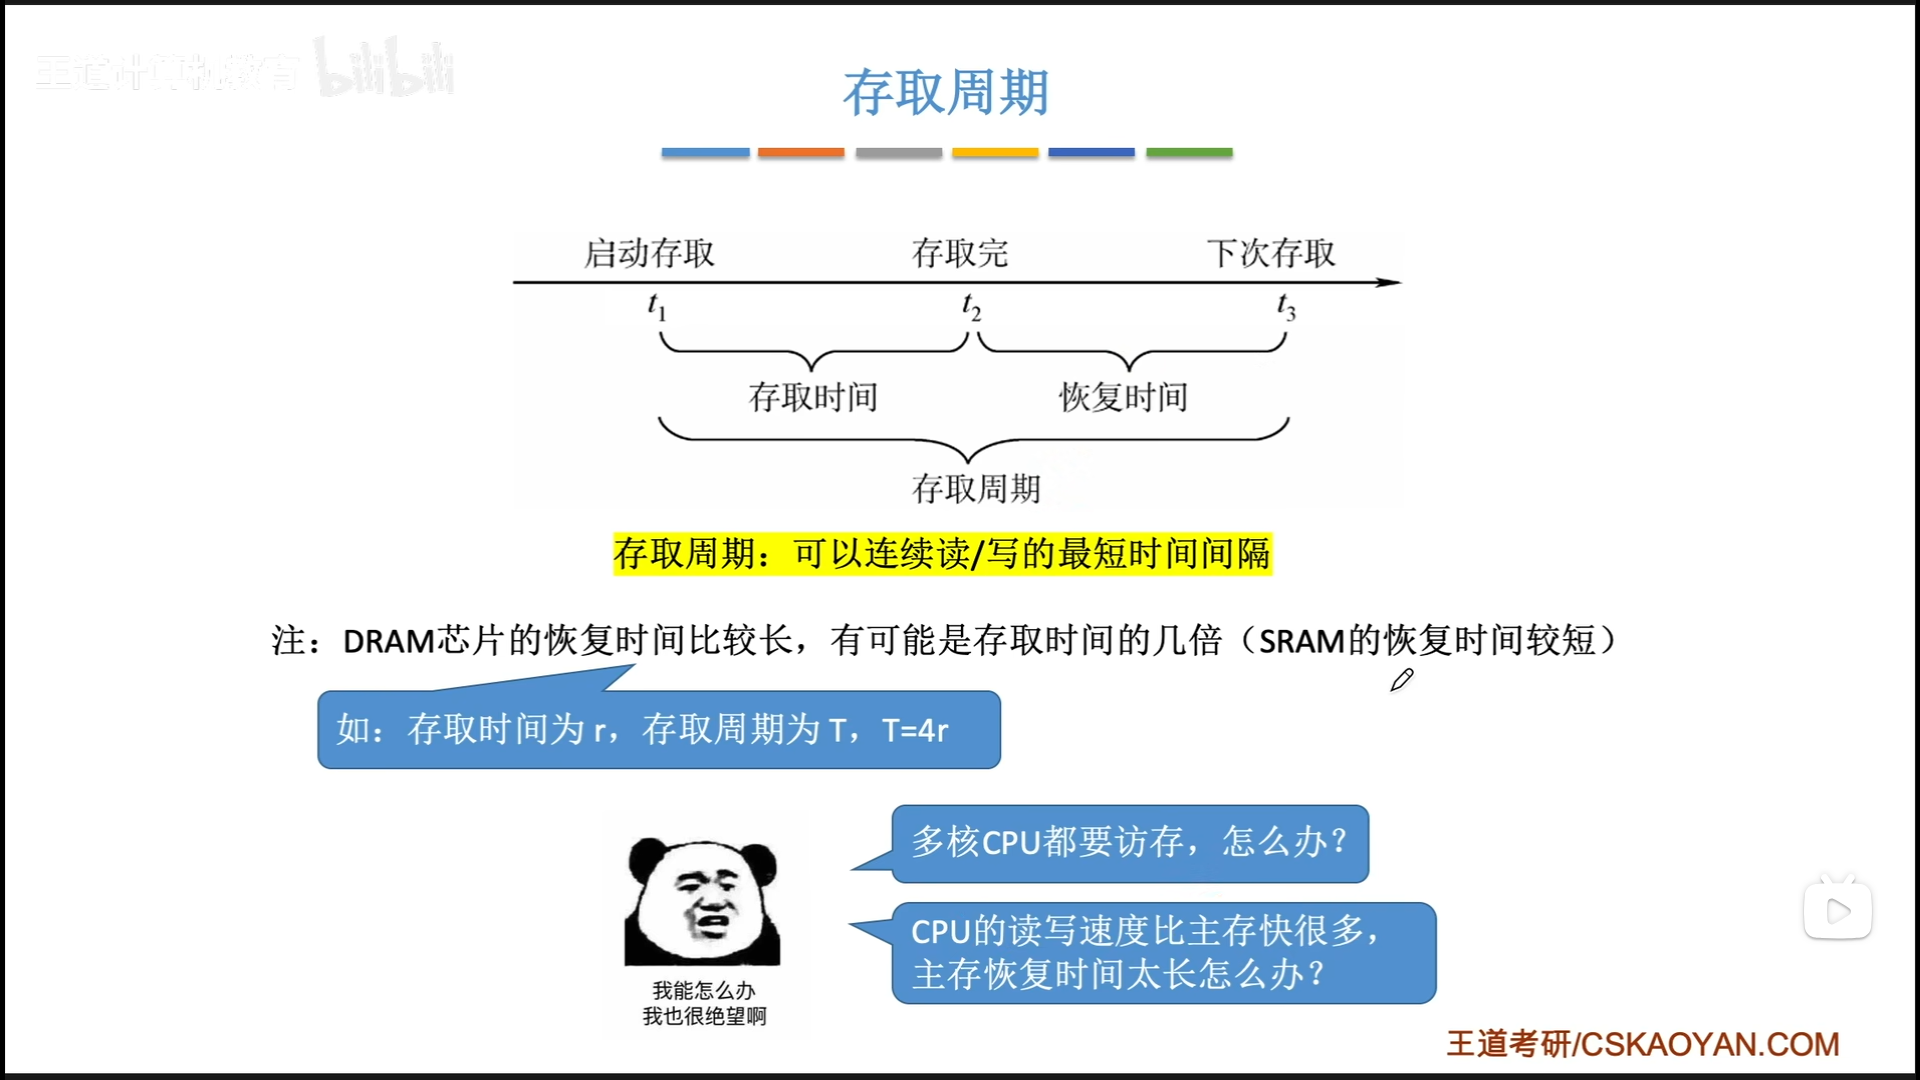 王道计算机教育 bilibili
存取周期
启动存取 存取完 下次存取
t1 t2 t3
存取时间 恢复时间
存取周期
存取周期：可以连续读/写的最短时间间隔
注：DRAM芯片的恢复时间比较长，有可能是存取时间的几倍（SRAM的恢复时间较短）
如：存取时间为 r，存取周期为 T，T=4r
多核CPU都要访存，怎么办？
CPU的读写速度比主存快很多，
主存恢复时间太长怎么办？
我能怎么办
我也很绝望啊
王道考研/CSKAOYAN.COM